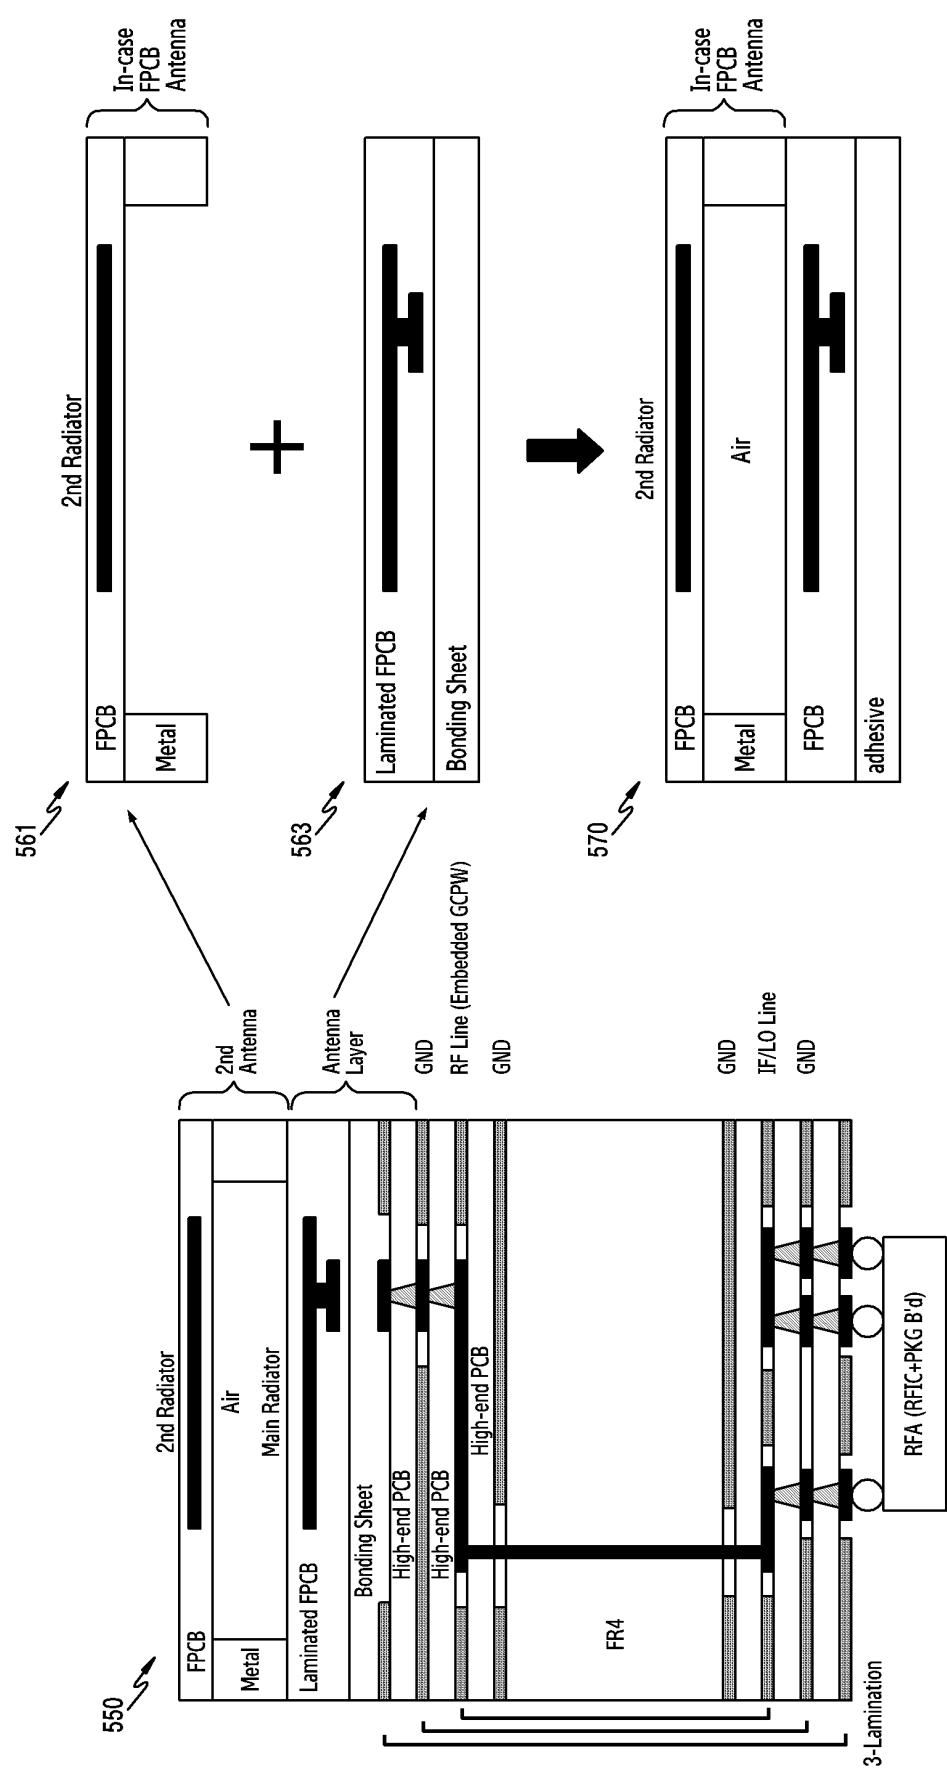 550
2nd Radiator
FPCB
Air
Metal
Main Radiator
Laminated FPCB
Bonding Sheet
High-end PCB
High-end PCB
High-end PCB
FR4
RFA (RFIC+PKG B'd)
3-Lamination
2nd
Antenna
Antenna
Layer
GND
RF Line (Embedded GCPW)
GND
GND
IF/LO Line
GND
561
2nd Radiator
FPCB
Metal
In-case
FPCB
Antenna
+
563
Laminated FPCB
Bonding Sheet
570
2nd Radiator
FPCB
Air
Metal
FPCB
adhesive
In-case
FPCB
Antenna